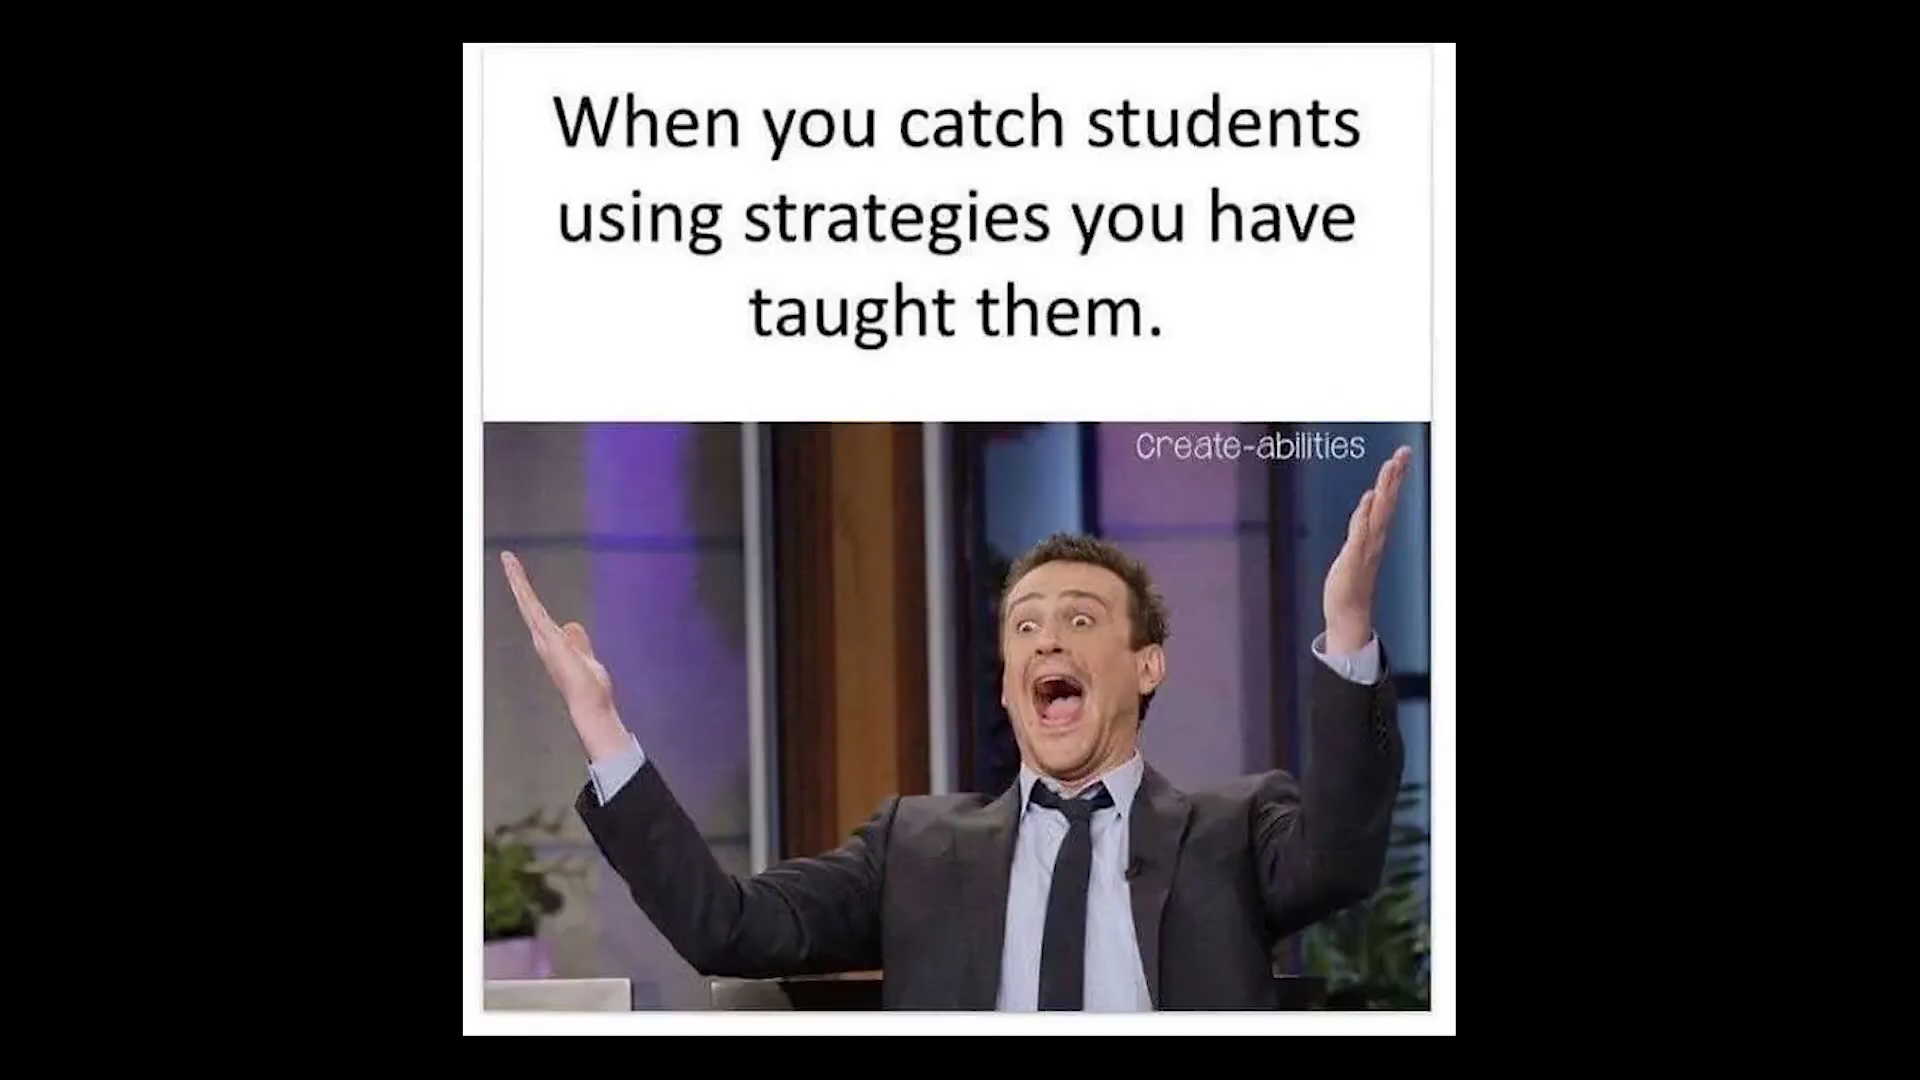 When you catch students
using strategies you have
taught them.
Create-abilities